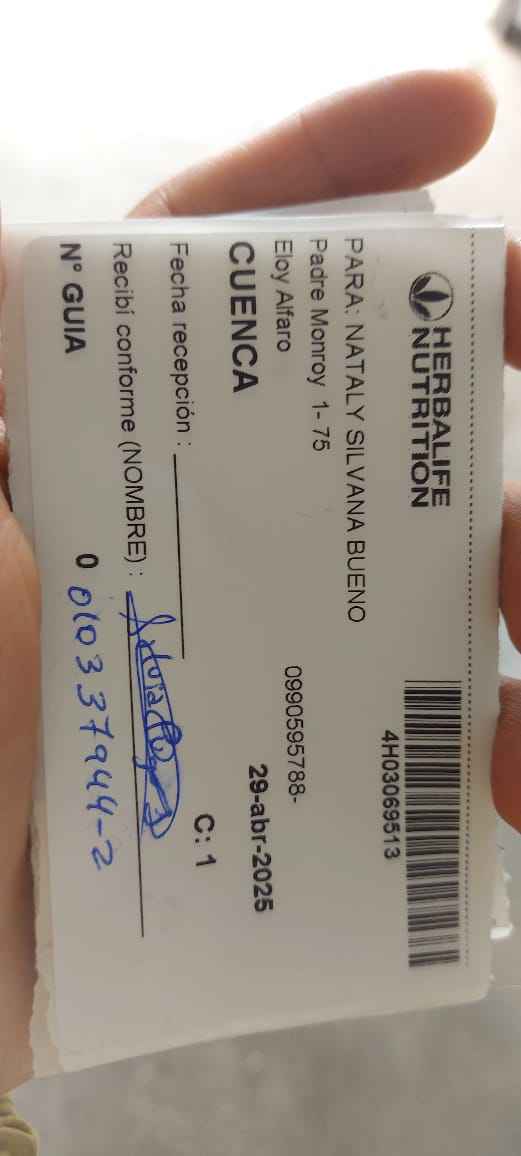 HERBALIFE
NUTRITION
4H03069513
PARA: NATALY SILVANA BUENO
Padre Monroy 1- 75
Eloy Alfaro 0990595788-
CUENCA 29-abr-2025
Fecha recepción :
C: 1
Recibí conforme (NOMBRE) :
N° GUIA 0 010337944-2